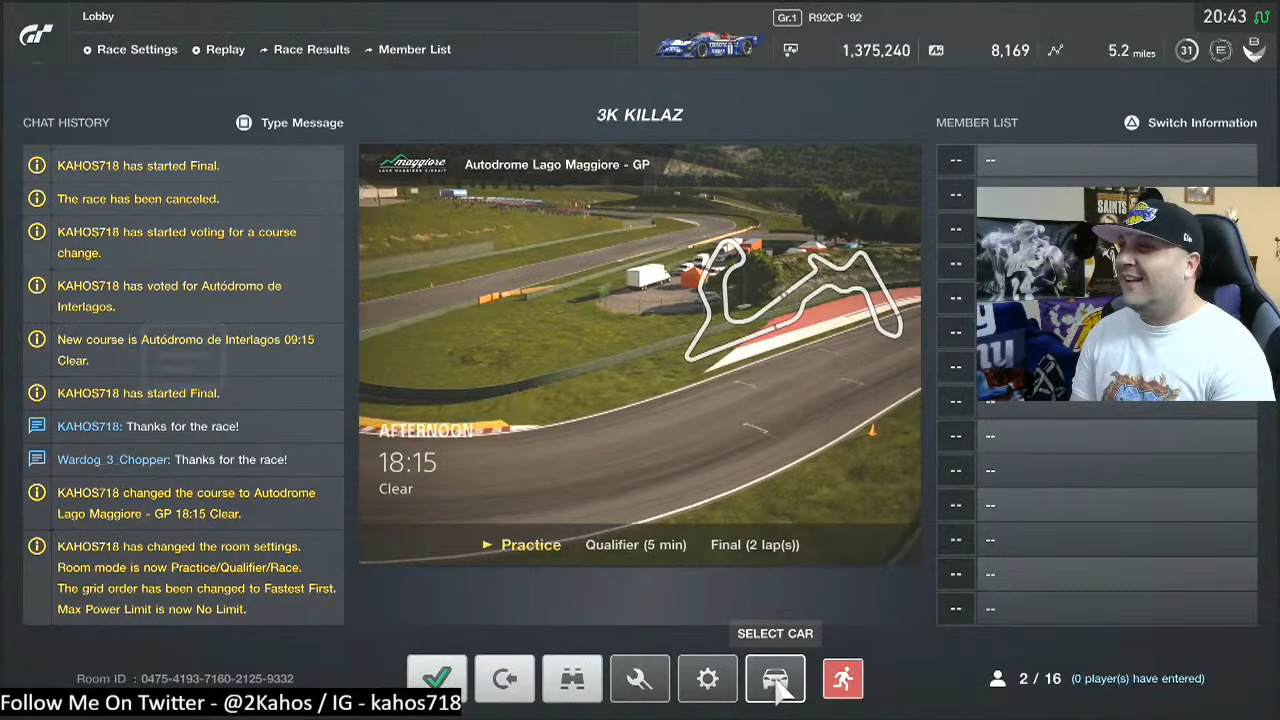 Lobby
Race Settings Replay Race Results Member List
Gr.1 R92CP '92
1,375,240 8,169 5.2 miles 31 E B
20:43
3K KILLAZ
CHAT HISTORY
Type Message
KAHOS718 has started Final.
The race has been canceled.
KAHOS718 has started voting for a course
change.
KAHOS718 has voted for Autódromo de
Interlagos.
New course is Autódromo de Interlagos 09:15
Clear.
KAHOS718 has started Final.
KAHOS718: Thanks for the race!
Wardog_3_Chopper: Thanks for the race!
KAHOS718 changed the course to Autodrome
Lago Maggiore - GP 18:15 Clear.
KAHOS718 has changed the room settings.
Room mode is now Practice/Qualifier/Race.
The grid order has been changed to Fastest First.
Max Power Limit is now No Limit.
maggiore
LAGO MAGGIORE CIRCUIT
Autodrome Lago Maggiore - GP
AFTERNOON
18:15
Clear
Practice Qualifier (5 min) Final (2 lap(s))
MEMBER LIST
Switch Information
-- --
--
--
--
--
--
--
--
-- --
-- --
-- --
-- --
-- --
-- --
SAINTS
SELECT CAR
Room ID : 0475-4193-7160-2125-9332
2 / 16 (0 player(s) have entered)
Follow Me On Twitter - @2Kahos / IG - kahos718